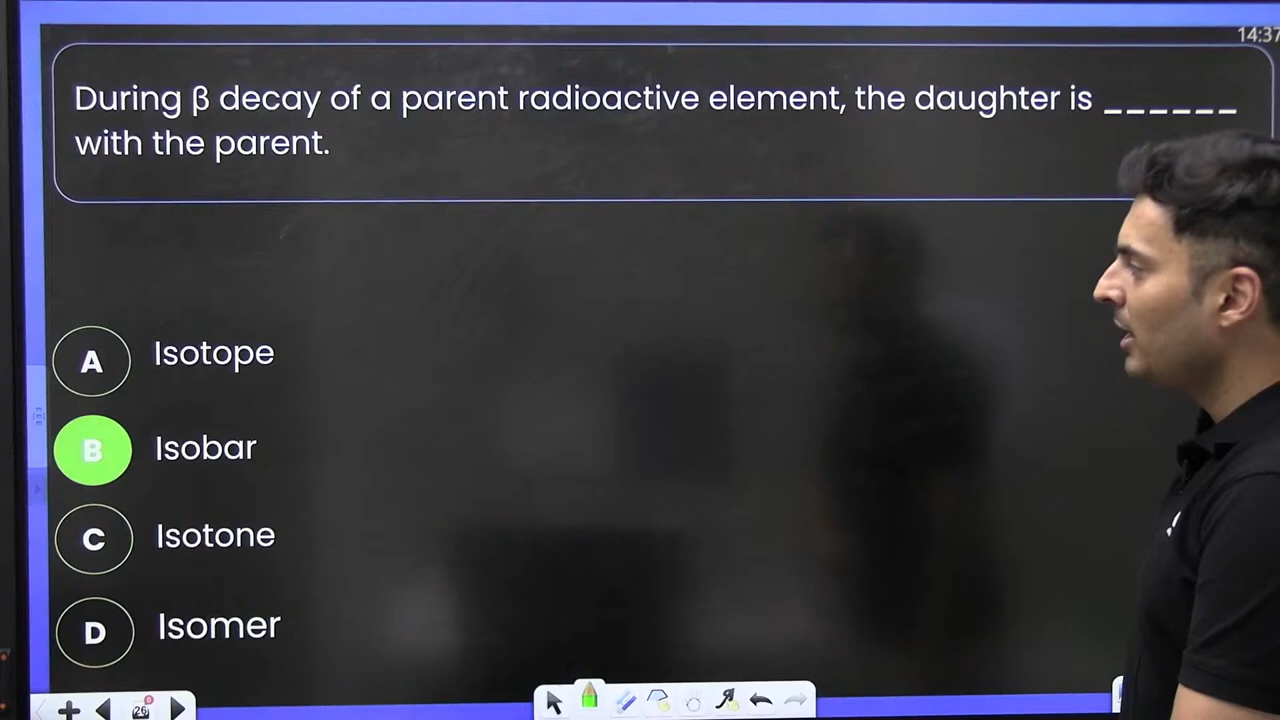 14:37
During β decay of a parent radioactive element, the daughter is ______
with the parent.
A Isotope
B Isobar
C Isotone
D Isomer
26